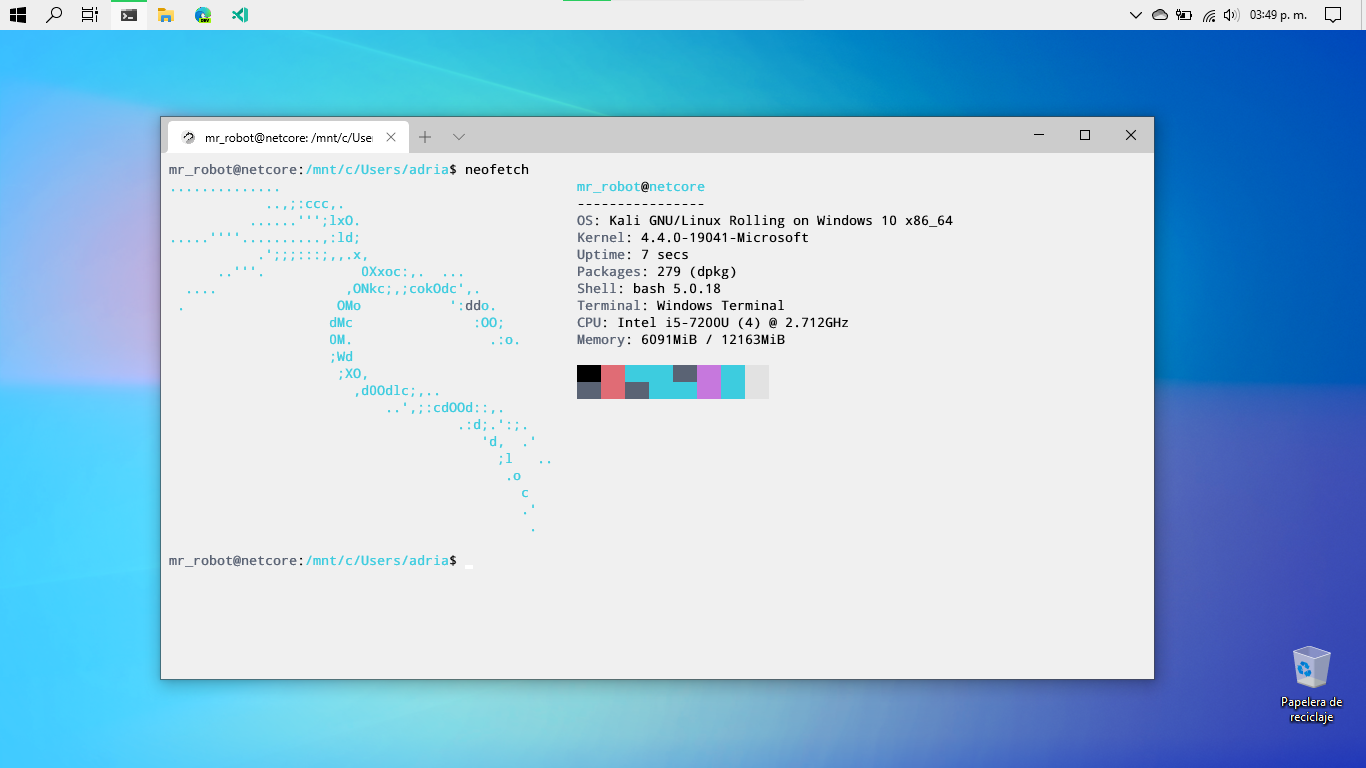 03:49 p. m.
DEV
mr_robot@netcore: /mnt/c/Use
mr_robot@netcore:/mnt/c/Users/adria$ neofetch
..............
            ..,;:ccc,.
          ......''';lxO.
.....''''..........,:ld;
           .';;;:::;,,.x,
      ..'''.            0Xxoc:,.  ...
  ....                ,ONkc;,;cokOdc',.
 .                   OMo           ':ddo.
                    dMc               :OO;
                    0M.                 .:o.
                    ;Wd
                     ;XO,
                       ,d0Odlc;,..
                           ..',;:cdOOd::,.
                                    .:d;.':;.
                                       'd,  .'
                                         ;l   ..
                                          .o
                                            c
                                            .'
                                             .
mr_robot@netcore
----------------
OS: Kali GNU/Linux Rolling on Windows 10 x86_64
Kernel: 4.4.0-19041-Microsoft
Uptime: 7 secs
Packages: 279 (dpkg)
Shell: bash 5.0.18
Terminal: Windows Terminal
CPU: Intel i5-7200U (4) @ 2.712GHz
Memory: 6091MiB / 12163MiB
mr_robot@netcore:/mnt/c/Users/adria$
Papelera de
reciclaje